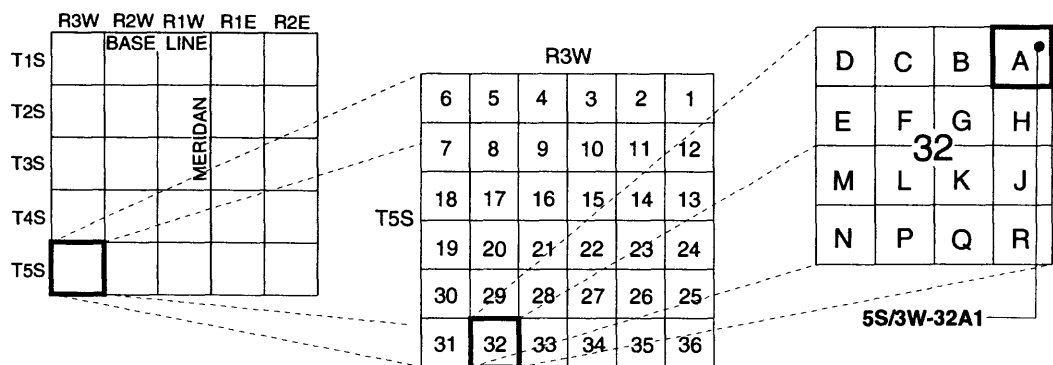 R3W R2W R1W R1E R2E
BASE LINE
T1S
T2S
T3S
T4S
T5S
MERIDAN
R3W
T5S
6 5 4 3 2 1
7 8 9 10 11 12
18 17 16 15 14 13
19 20 21 22 23 24
30 29 28 27 26 25
31 32 33 34 35 36
D C B A
E F G H
32
M L K J
N P Q R
5S/3W-32A1